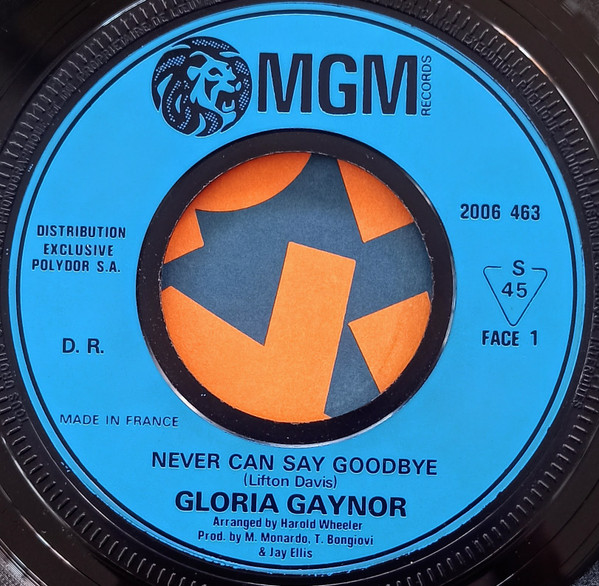 MGM
RECORDS
2006 463
DISTRIBUTION
EXCLUSIVE
POLYDOR S.A.
S
45
FACE 1
D. R.
MADE IN FRANCE
NEVER CAN SAY GOODBYE
(Lifton Davis)
GLORIA GAYNOR
Arranged by Harold Wheeler
Prod. by M. Monardo, T. Bongiovi
& Jay Ellis